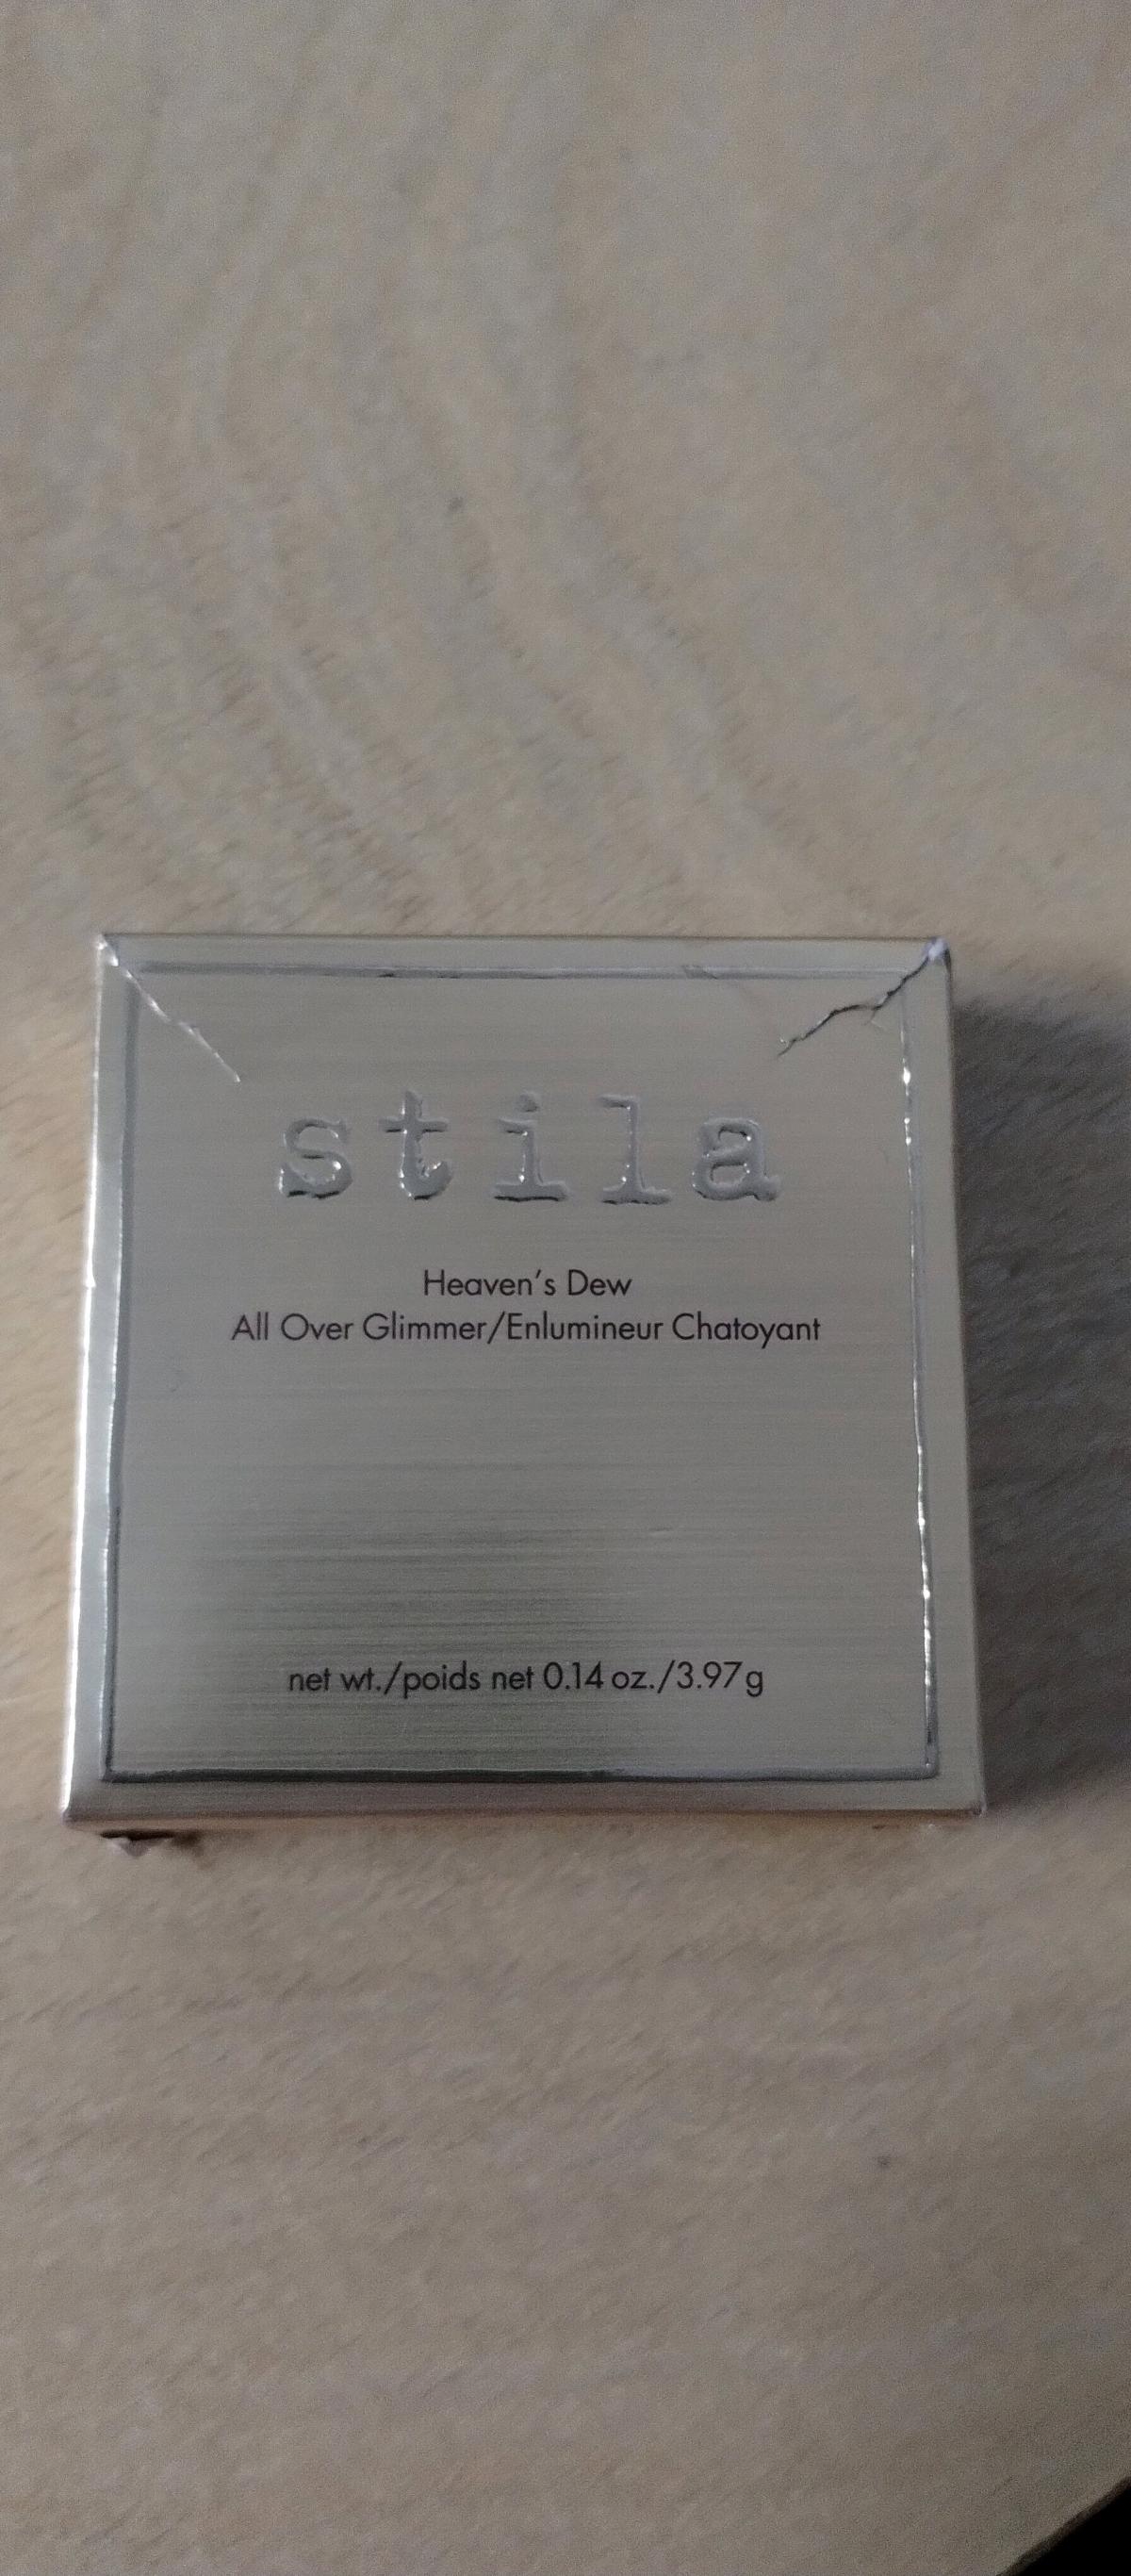 stila
Heaven's Dew
All Over Glimmer/Enlumineur Chatoyant
net wt./poids net 0.14 oz./3.97g